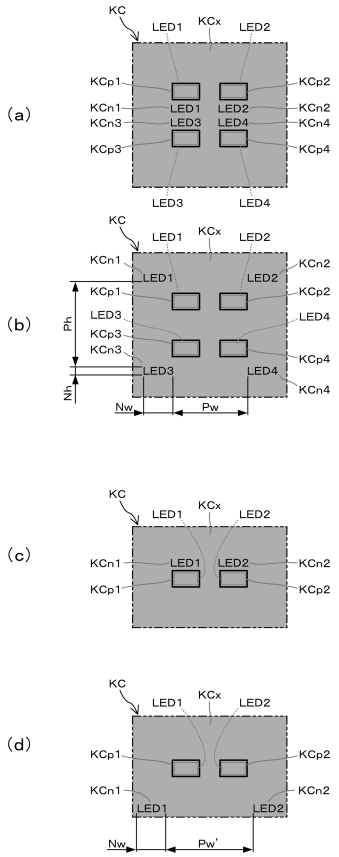 KC
KCx
LED1 LED2
KCp1 KCp2
KCn1 LED1 LED2 KCn2
(a)
KCn3 LED3 LED4 KCn4
KCp3 KCp4
LED3 LED4
KC
LED1 KCx LED2
KCn1 KCn2
LED1 LED2
KCp1 KCp2
LED3 LED4
(b)
Ph
KCp3
KCn3 KCp4
LED3 LED4
Nh
KCn4
Nw Pw
KC
KCx
LED1 LED2
(c)
KCn1 LED1 LED2 KCn2
KCp1 KCp2
KC
KCx
LED1 LED2
(d)
KCp1 KCp2
KCn1 KCn2
LED1 LED2
Nw Pw'